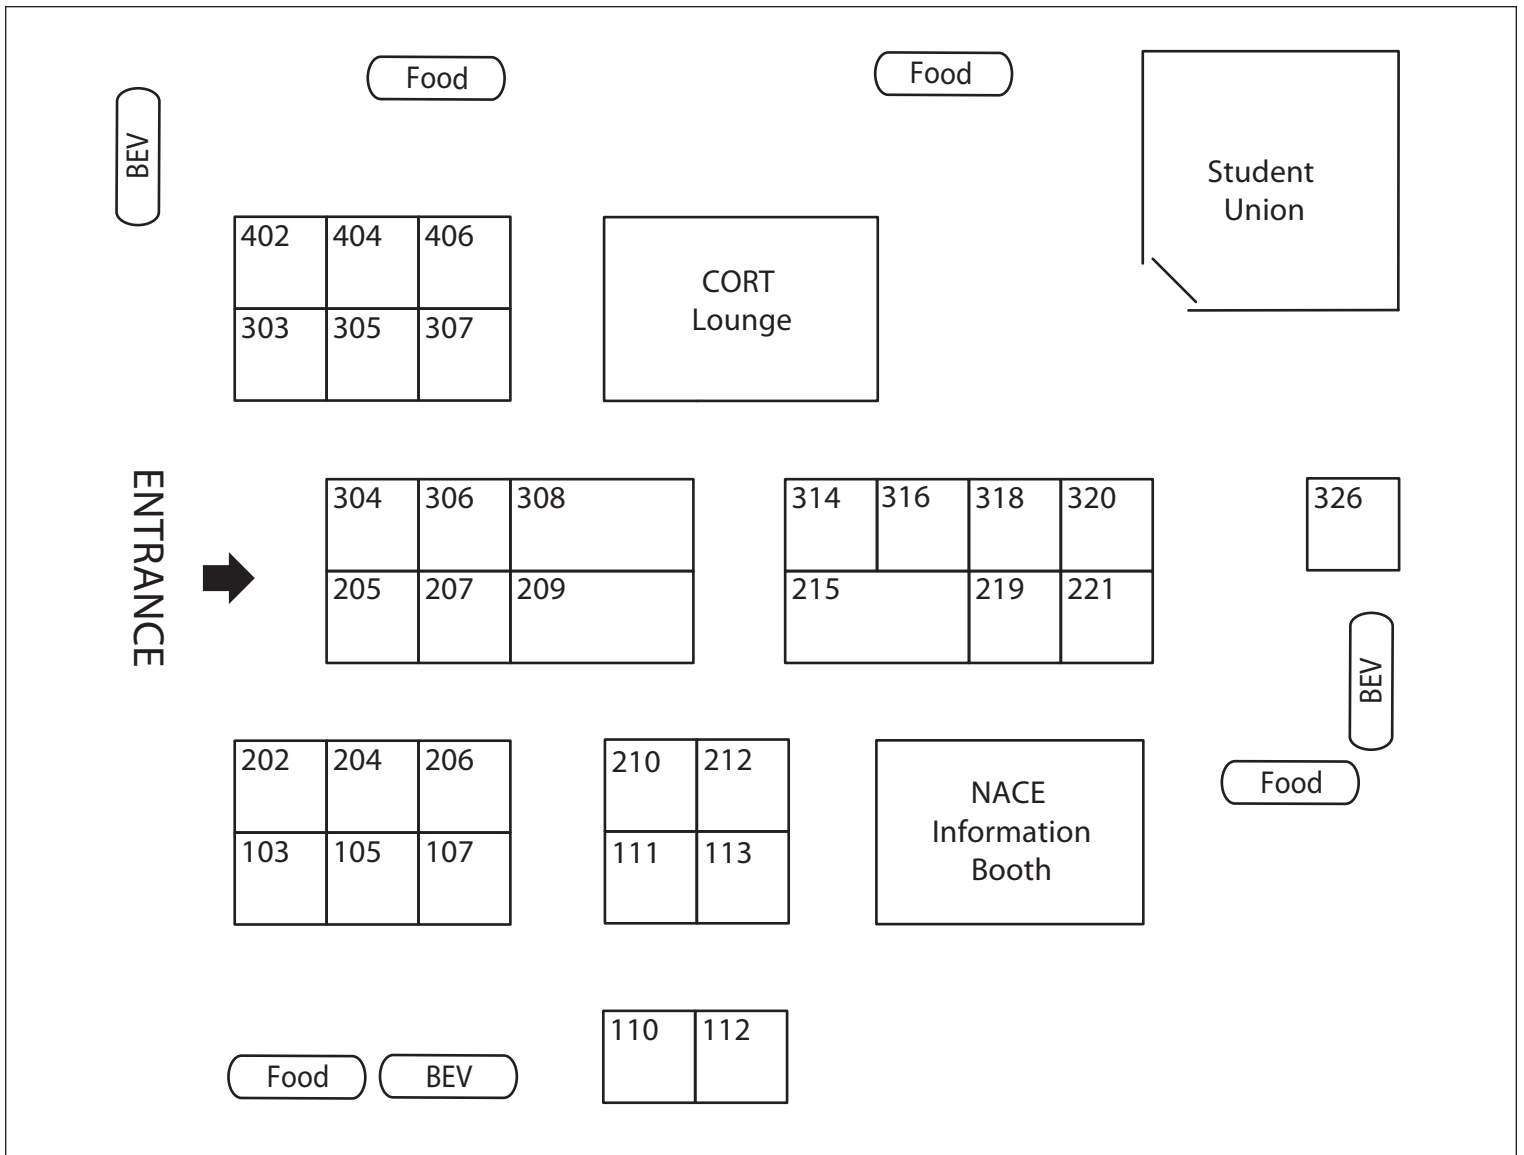 Food
Food
BEV
Student
Union
402 404 406
CORT
Lounge
303 305 307
ENTRANCE
304 306 308
314 316 318 320
326
205 207 209
215 219 221
BEV
202 204 206
210 212
NACE
Information
Booth
Food
103 105 107
111 113
110 112
Food
BEV